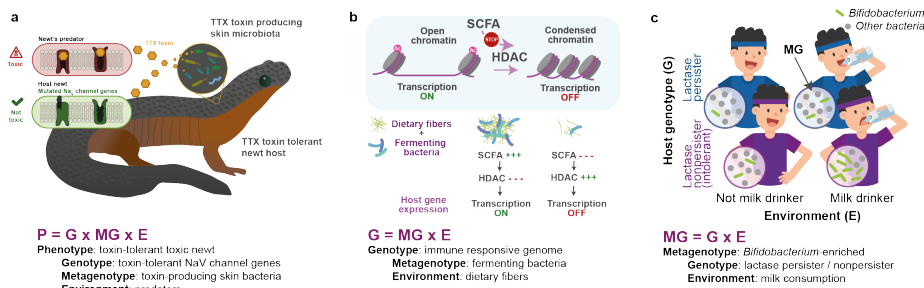 a
TTX toxin producing
skin microbiota
Newt's predator
TTX toxin
Toxic
Host newt
Mutated Nav channel genes
Not
toxic
TTX toxin tolerant
newt host
P = G x MG x E
Phenotype: toxin-tolerant toxic newt
Genotype: toxin-tolerant NaV channel genes
Metagenotype: toxin-producing skin bacteria
Environment: predators
b
SCFA
Open
chromatin
STOP
Condensed
chromatin
HDAC
Ac
Ac
Transcription
ON
Transcription
OFF
Dietary fibers
+
Fermenting
bacteria
SCFA +++
SCFA - - -
HDAC - - -
HDAC +++
Host gene
expression
Transcription
ON
Transcription
OFF
G = MG x E
Genotype: immune responsive genome
Metagenotype: fermenting bacteria
Environment: dietary fibers
c
Bifidobacterium
Other bacteria
MG
Host genotype (G)
Lactase
persister
Lactase
nonpersister
(intolerant)
Not milk drinker
Milk drinker
Environment (E)
MG = G x E
Metagenotype: Bifidobacterium-enriched
Genotype: lactase persister / nonpersister
Environment: milk consumption